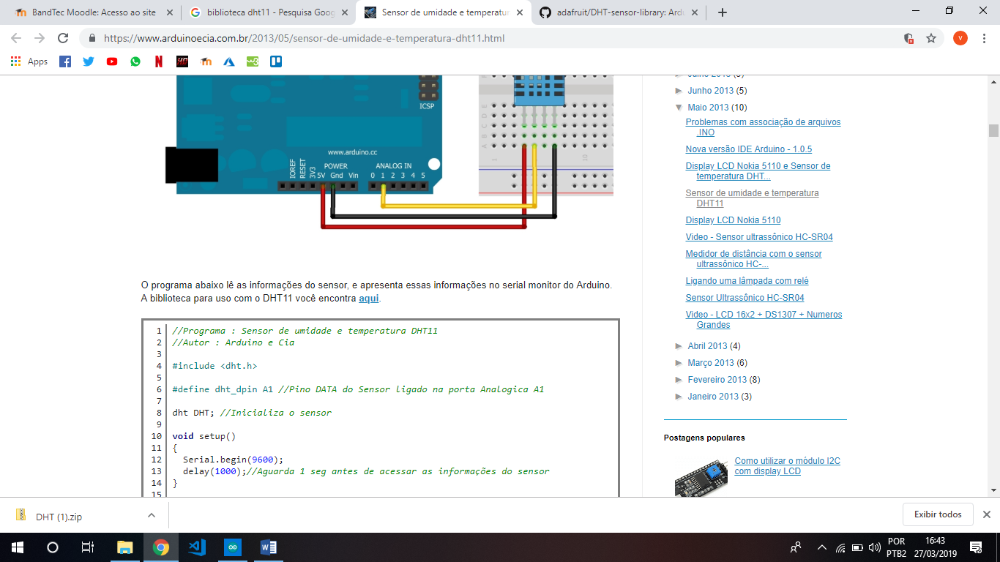 BandTec Moodle: Acesso ao site
biblioteca dht11 - Pesquisa Goog
Sensor de umidade e temperatur
adafruit/DHT-sensor-library: Ardu
https://www.arduinoecia.com.br/2013/05/sensor-de-umidade-e-temperatura-dht11.html
V
Apps
ICSP
www.arduino.cc
POWER
ANALOG IN
IOREF
RESET
3V3
5V
Gnd
Vin
0 1 2 3 4 5
O programa abaixo lê as informações do sensor, e apresenta essas informações no serial monitor do Arduino.
A biblioteca para uso com o DHT11 você encontra aqui.
1 //Programa : Sensor de umidade e temperatura DHT11
2 //Autor : Arduino e Cia
3
4 #include <dht.h>
5
6 #define dht_dpin A1 //Pino DATA do Sensor ligado na porta Analogica A1
7
8 dht DHT; //Inicializa o sensor
9
10 void setup()
11 {
12 Serial.begin(9600);
13 delay(1000);//Aguarda 1 seg antes de acessar as informações do sensor
14 }
15
Junho 2013 (5)
Maio 2013 (10)
Problemas com associação de arquivos
.INO
Nova versão IDE Arduino - 1.0.5
Display LCD Nokia 5110 e Sensor de
temperatura DHT...
Sensor de umidade e temperatura
DHT11
Display LCD Nokia 5110
Video - Sensor ultrassônico HC-SR04
Medidor de distância com o sensor
ultrassônico HC-...
Ligando uma lâmpada com relé
Sensor Ultrassônico HC-SR04
Video - LCD 16x2 + DS1307 + Numeros
Grandes
Abril 2013 (4)
Março 2013 (6)
Fevereiro 2013 (8)
Janeiro 2013 (3)
Postagens populares
Como utilizar o módulo I2C
com display LCD
DHT (1).zip
Exibir todos
POR
PTB2
16:43
27/03/2019